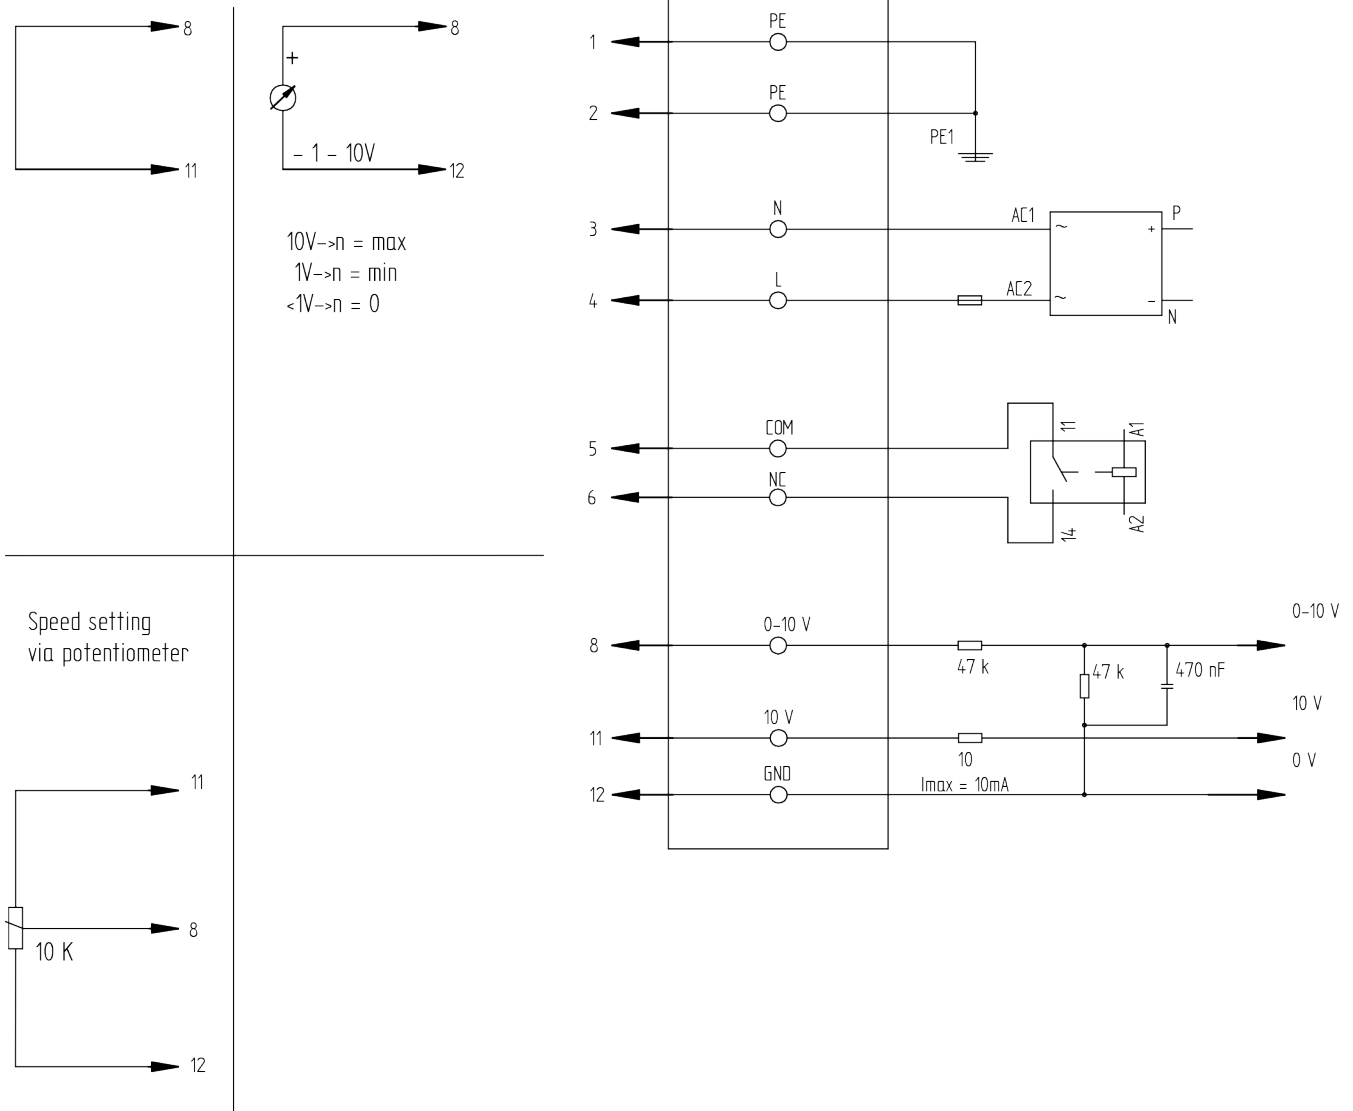 8
11
8
+
– 1 – 10V
12
10V–>n = max
1V–>n = min
<1V–>n = 0
Speed setting
via potentiometer
11
8
10 K
12
1
PE
2
PE
PE1
3
N
AC1
4
L
AC2
~
~
+
–
P
N
5
COM
6
NC
11
14
A1
A2
8
0–10 V
47 k
47 k
470 nF
0–10 V
11
10 V
10
10 V
12
GND
Imax = 10mA
0 V